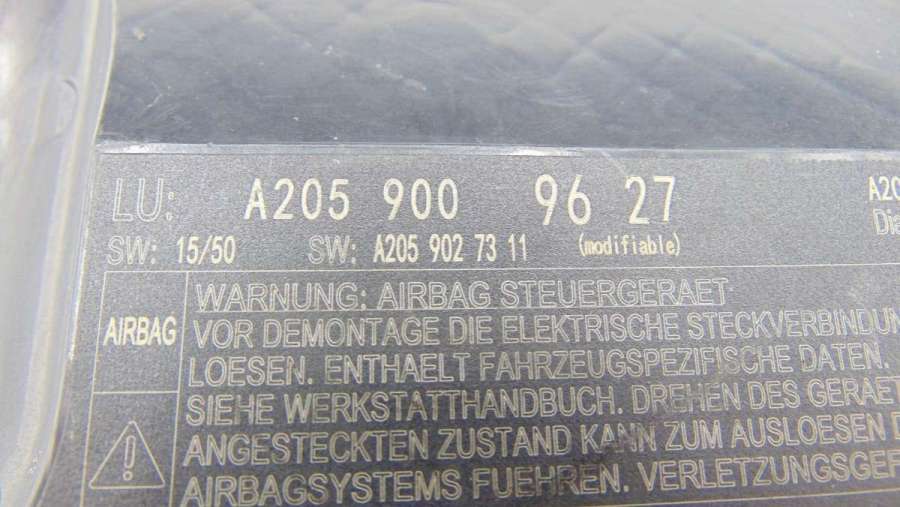 LU: A205 900 96 27 A20
SW: 15/50 SW: A205 902 73 11 (modifiable) Dia
WARNUNG: AIRBAG STEUERGERAET
AIRBAG VOR DEMONTAGE DIE ELEKTRISCHE STECKVERBINDUN
LOESEN. ENTHAELT FAHRZEUGSPEZIFISCHE DATEN.
SIEHE WERKSTATTHANDBUCH. DREHEN DES GERAET
ANGESTECKTEN ZUSTAND KANN ZUM AUSLOESEN D
AIRBAGSYSTEMS FUEHREN. VERLETZUNGSGEF